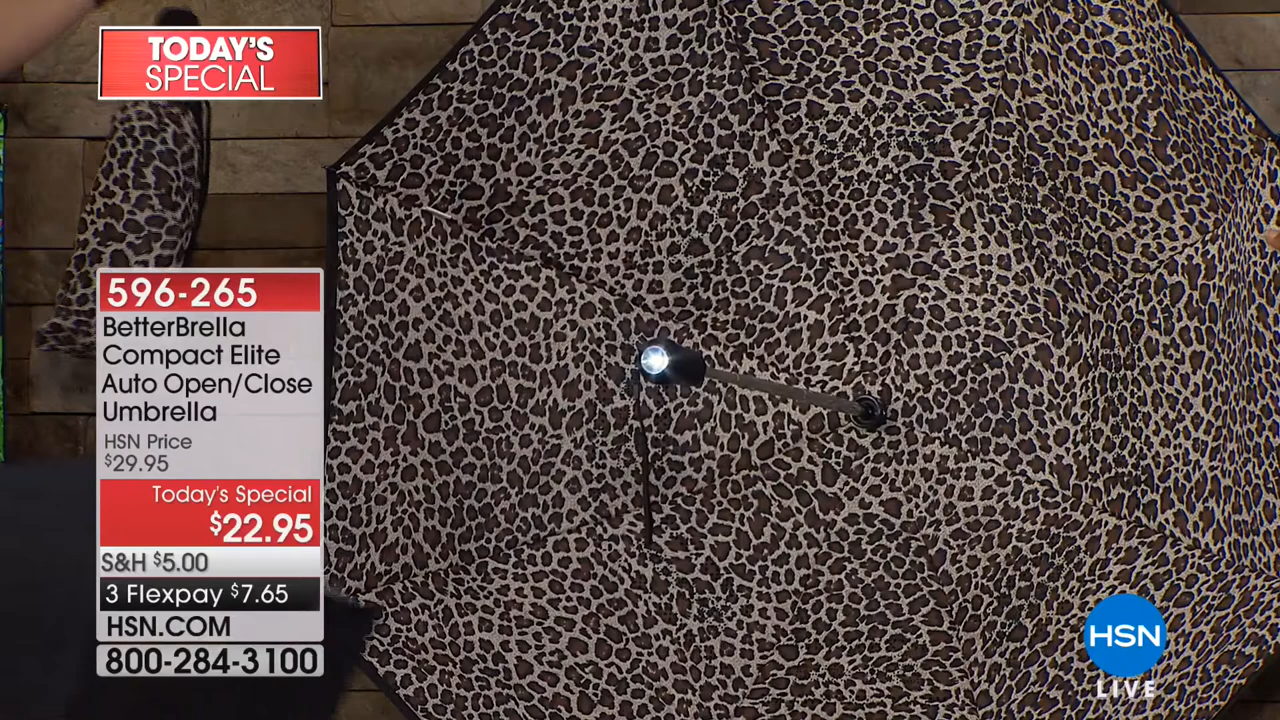 TODAY'S
SPECIAL
596-265
BetterBrella
Compact Elite
Auto Open/Close
Umbrella
HSN Price
$29.95
Today's Special
$22.95
S&H $5.00
3 Flexpay $7.65
HSN.COM
800-284-3100
HSN
LIVE